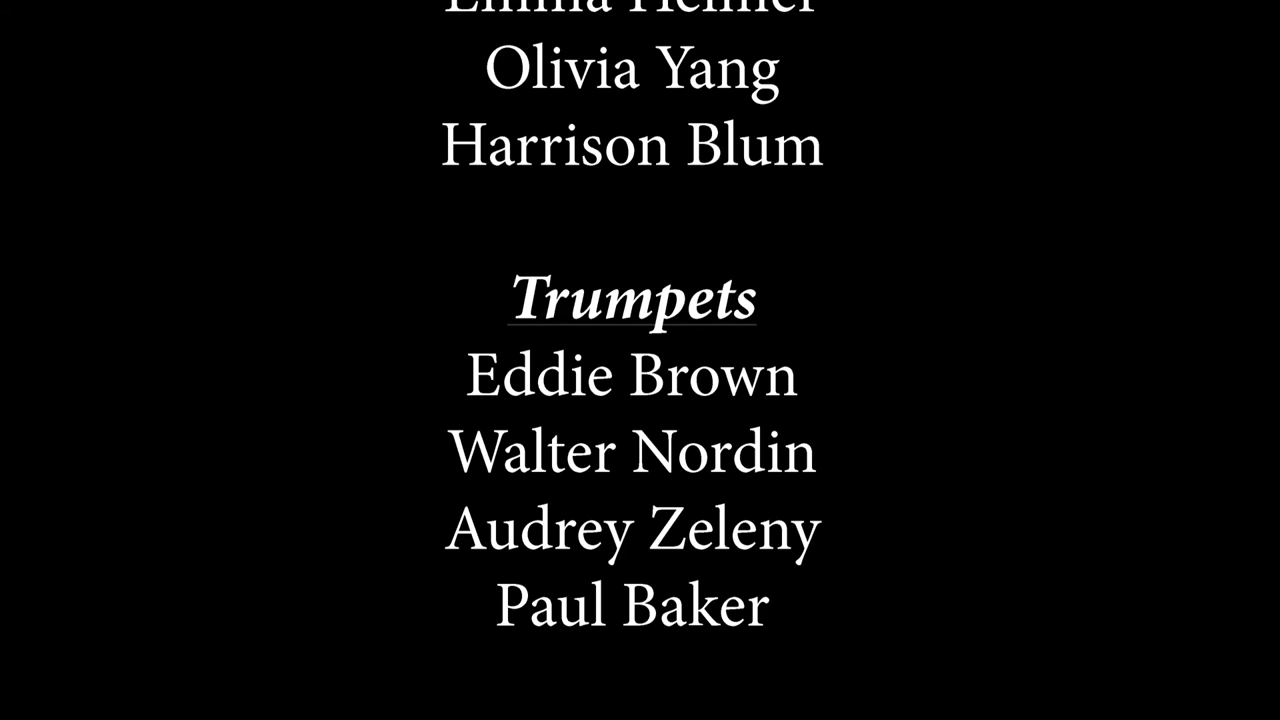 Olivia Yang
Harrison Blum
Trumpets
Eddie Brown
Walter Nordin
Audrey Zeleny
Paul Baker